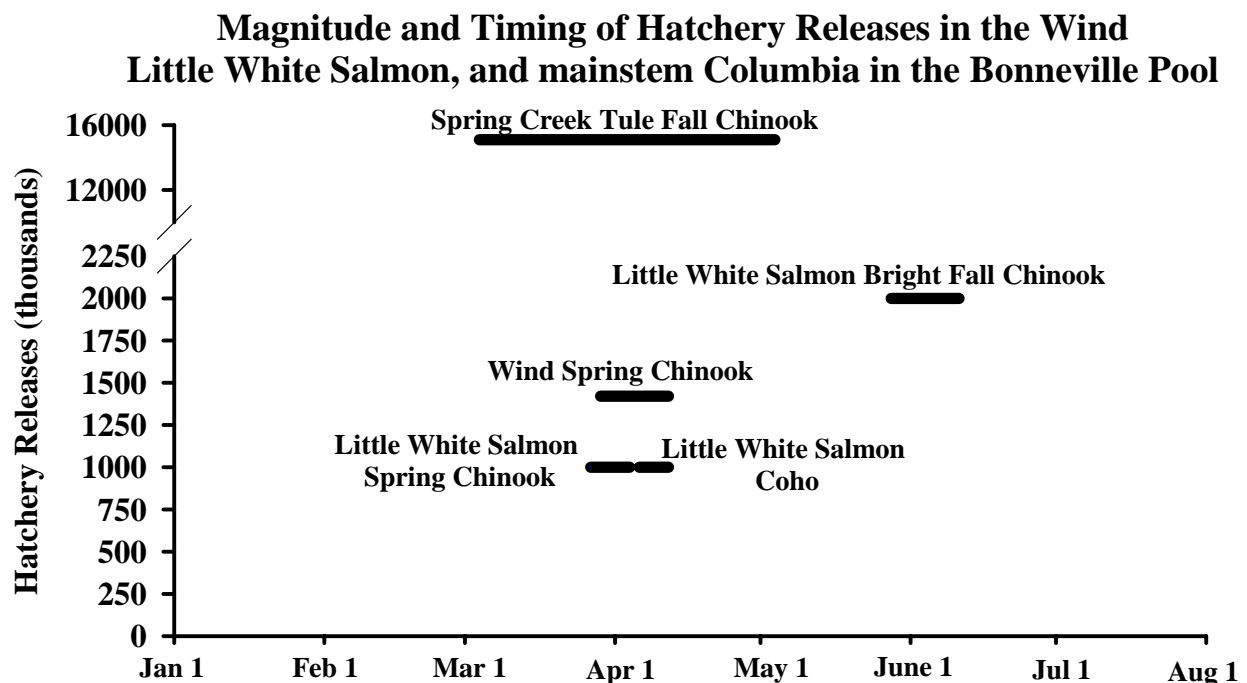 Magnitude and Timing of Hatchery Releases in the Wind
Little White Salmon, and mainstem Columbia in the Bonneville Pool
Hatchery Releases (thousands)
16000
12000
2250
2000
1750
1500
1250
1000
750
500
250
0
Spring Creek Tule Fall Chinook
Little White Salmon Bright Fall Chinook
Wind Spring Chinook
Little White Salmon
Spring Chinook
Little White Salmon
Coho
Jan 1
Feb 1
Mar 1
Apr 1
May 1
June 1
Jul 1
Aug 1